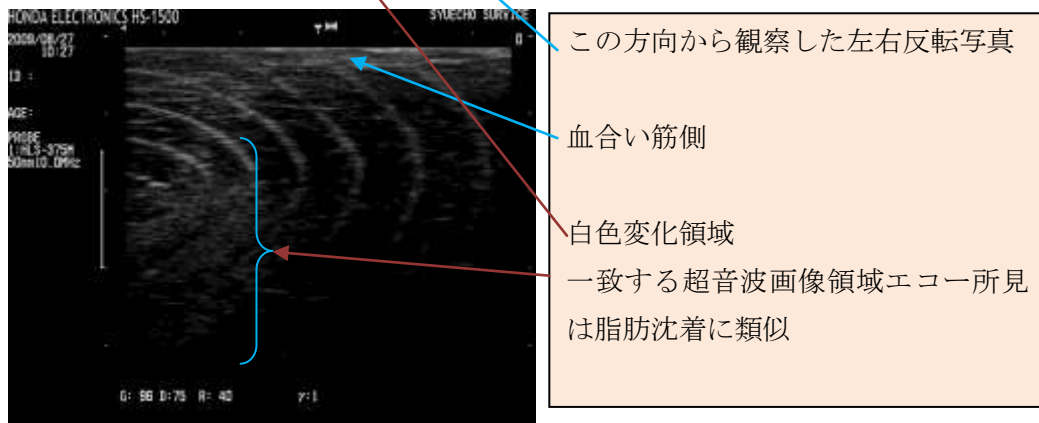 HONDA ELECTRONICS HS-1500
SYUECHO SURVICE
2009/08/27
10:27
0
ID :
AGE:
PROBE
1:HLS-375M
50mm10.0MHz
G: 96 D:75 R: 40 γ:1
この方向から観察した左右反転写真
血合い筋側
白色変化領域
一致する超音波画像領域エコー所見
は脂肪沈着に類似